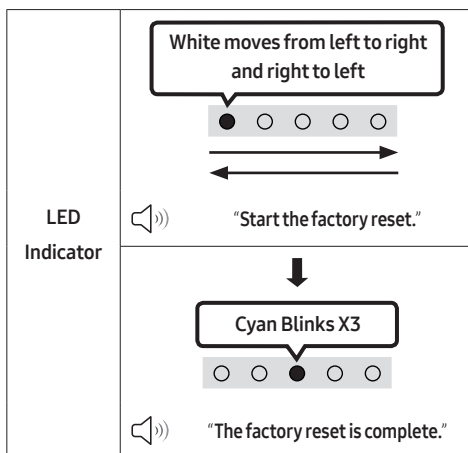 White moves from left to right
and right to left
LED
Indicator
"Start the factory reset."
Cyan Blinks X3
"The factory reset is complete."